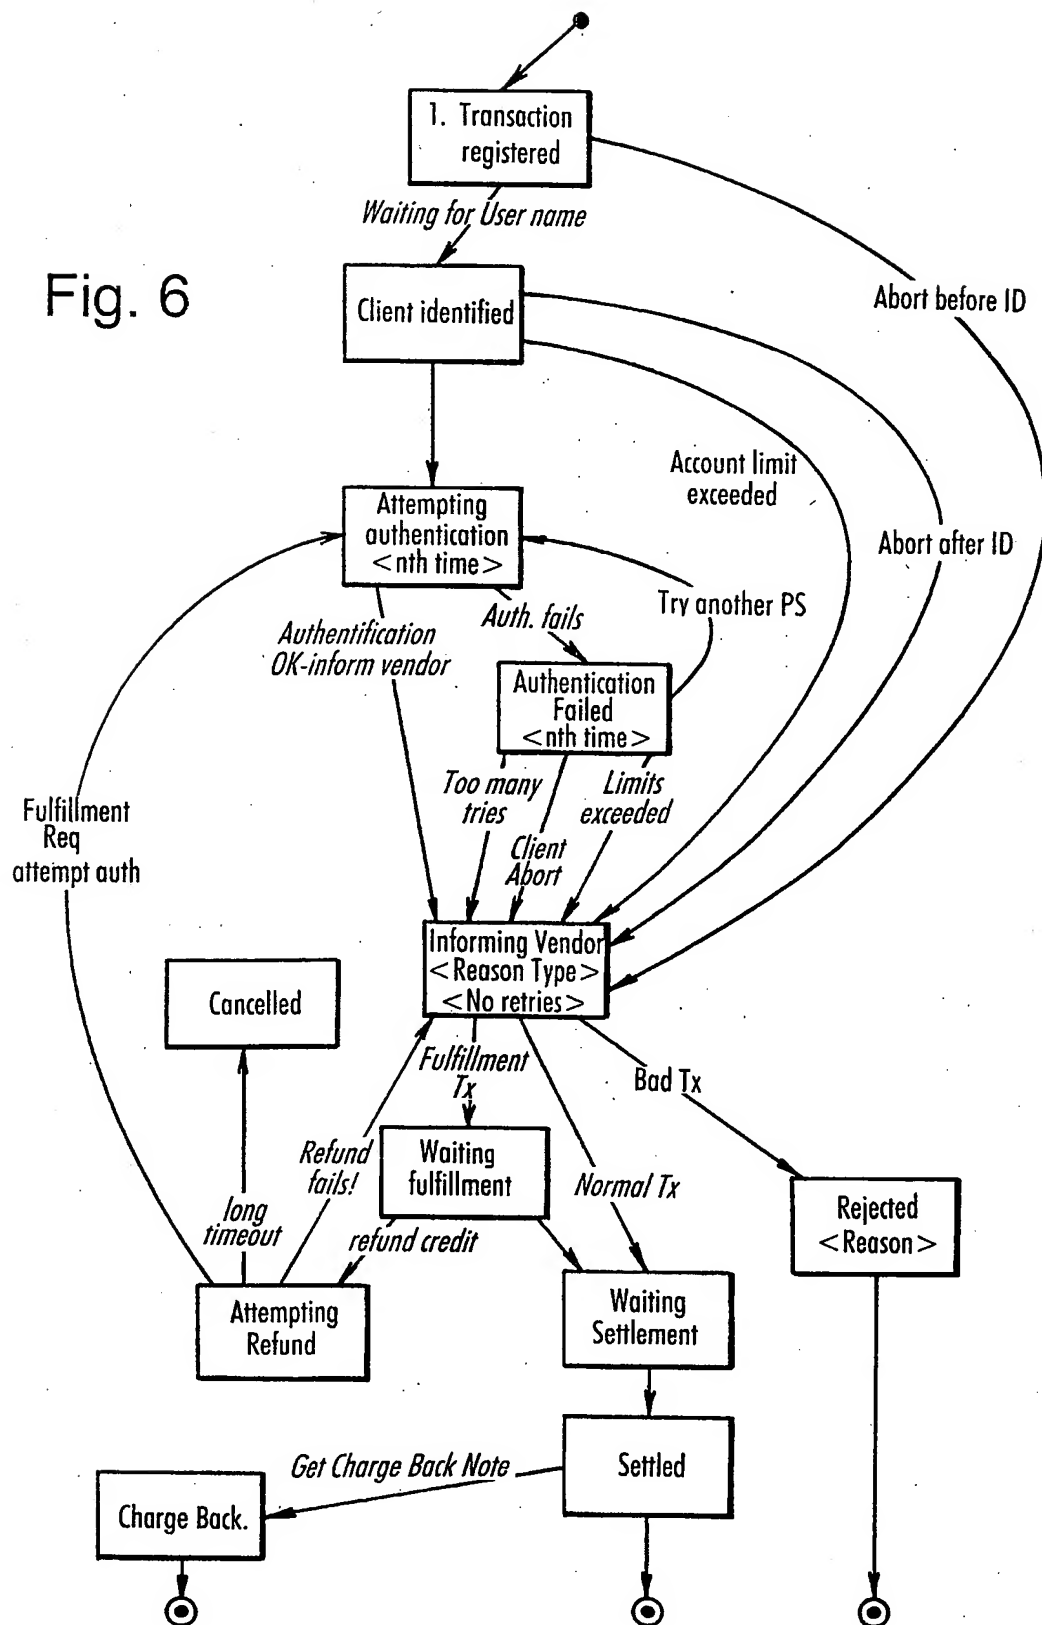 1. Transaction
registered
Waiting for User name
Fig. 6
Client identified
Abort before ID
Account limit
exceeded
Attempting
authentication
<nth time>
Abort after ID
Try another PS
Auth. fails
Authentification
OK-inform vendor
Authentication
Failed
<nth time>
Too many
tries
Limits
exceeded
Client
Abort
Fulfillment
Req
attempt auth
Informing Vendor
<Reason Type>
<No retries>
Cancelled
Fulfillment
Tx
Bad Tx
Refund
fails!
Waiting
fulfillment
Normal Tx
Rejected
<Reason>
long
timeout
refund credit
Attempting
Refund
Waiting
Settlement
Get Charge Back Note
Settled
Charge Back.